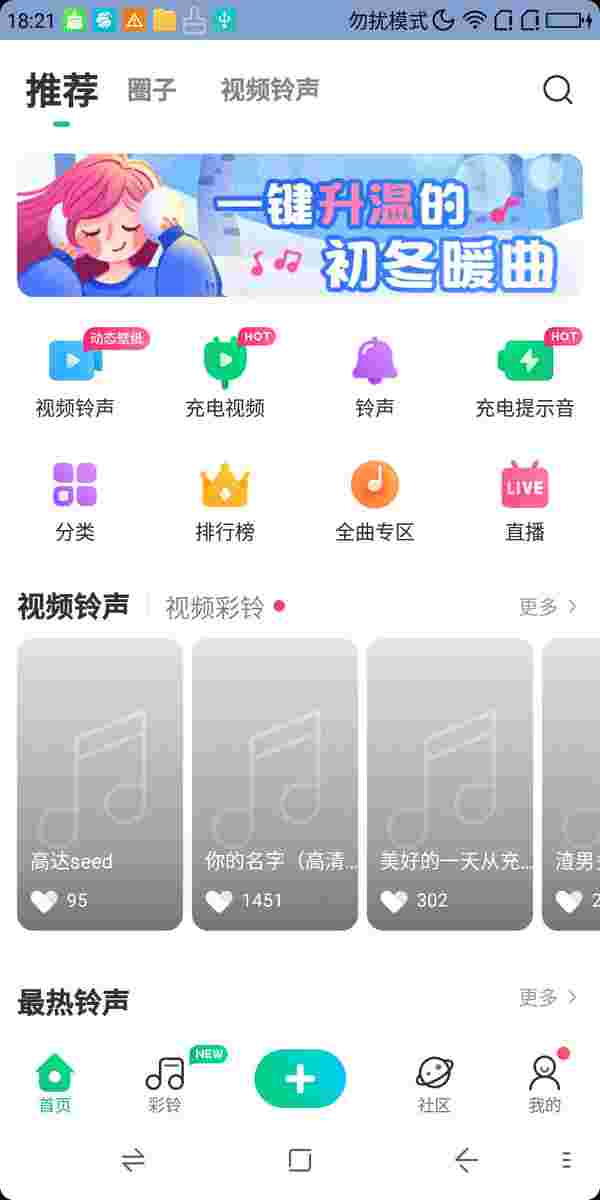 18:21 勿扰模式
推荐 圈子 视频铃声
一键升温的
初冬暖曲
动态壁纸 HOT HOT
视频铃声 充电视频 铃声 充电提示音
LIVE
分类 排行榜 全曲专区 直播
视频铃声 视频彩铃 更多
高达seed 你的名字（高清... 美好的一天从充... 渣男
95 1451 302 2
最热铃声 更多
NEW
首页 彩铃 社区 我的